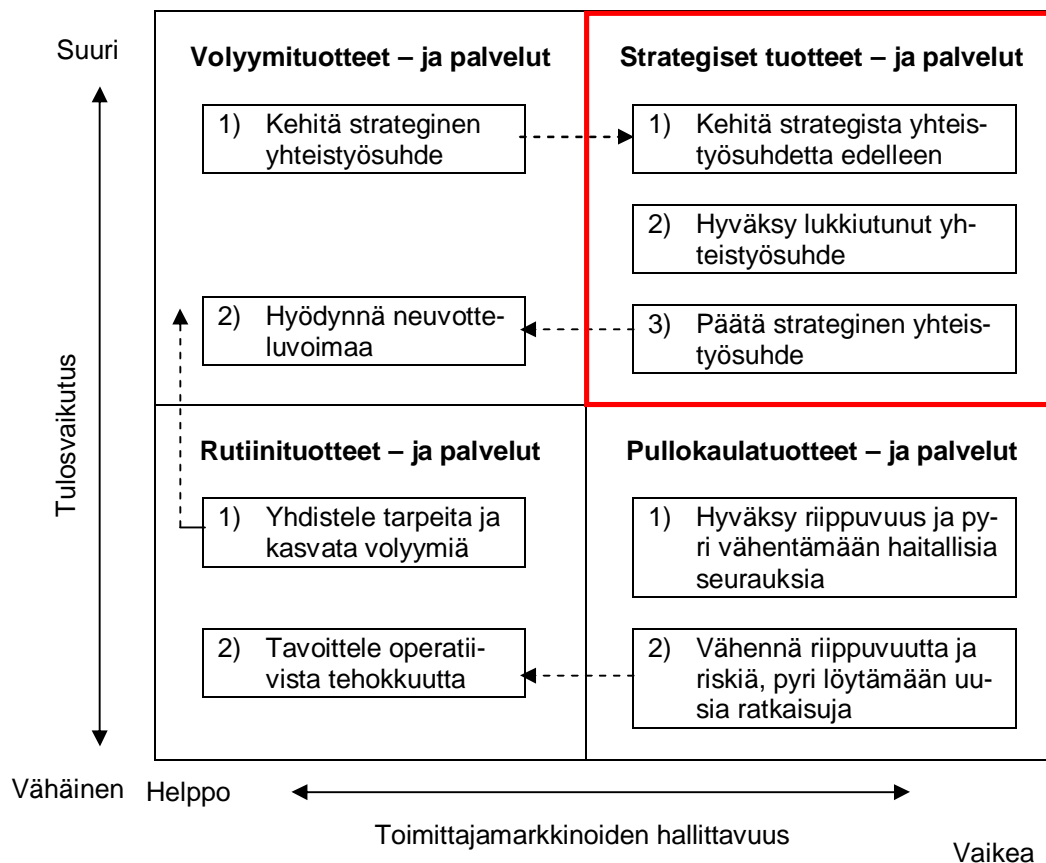 Suuri
Volyymituotteet – ja palvelut
1) Kehitä strateginen
yhteistyösuhde
2) Hyödynnä neuvotte-
luvoimaa
Strategiset tuotteet – ja palvelut
1) Kehitä strategista yhteis-
työsuhdetta edelleen
2) Hyväksy lukkiutunut yh-
teistyösuhde
3) Päätä strateginen yhteis-
työsuhde
Tulosvaikutus
Rutiinituotteet – ja palvelut
1) Yhdistele tarpeita ja
kasvata volyymiä
2) Tavoittele operatii-
vista tehokkuutta
Pullokaulatuotteet – ja palvelut
1) Hyväksy riippuvuus ja py-
ri vähentämään haitallisia
seurauksia
2) Vähennä riippuvuutta ja
riskiä, pyri löytämään uu-
sia ratkaisuja
Vähäinen
Helppo
Toimittajamarkkinoiden hallittavuus
Vaikea